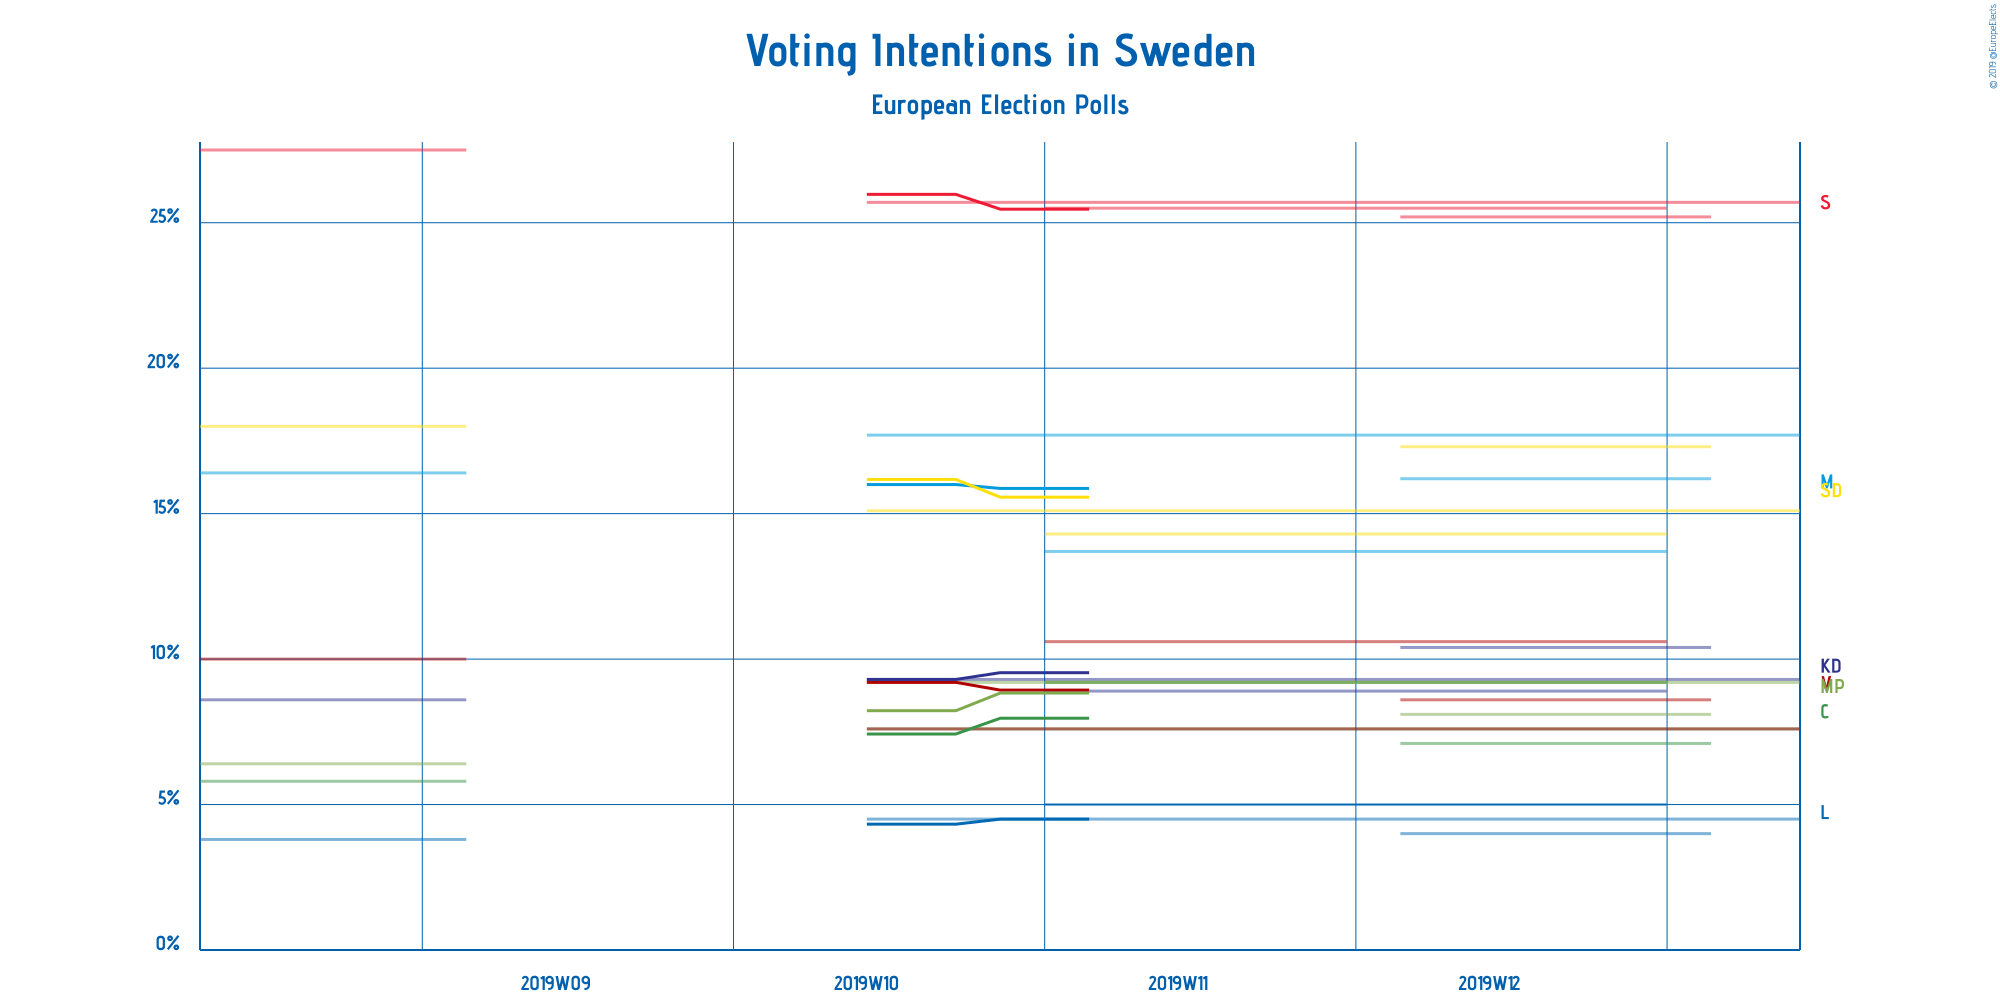 Voting Intentions in Sweden
European Election Polls
© 2019 @EuropeElects
25%
20%
15%
10%
5%
0%
S
M
SD
KD
V
MP
C
L
2019W09
2019W10
2019W11
2019W12